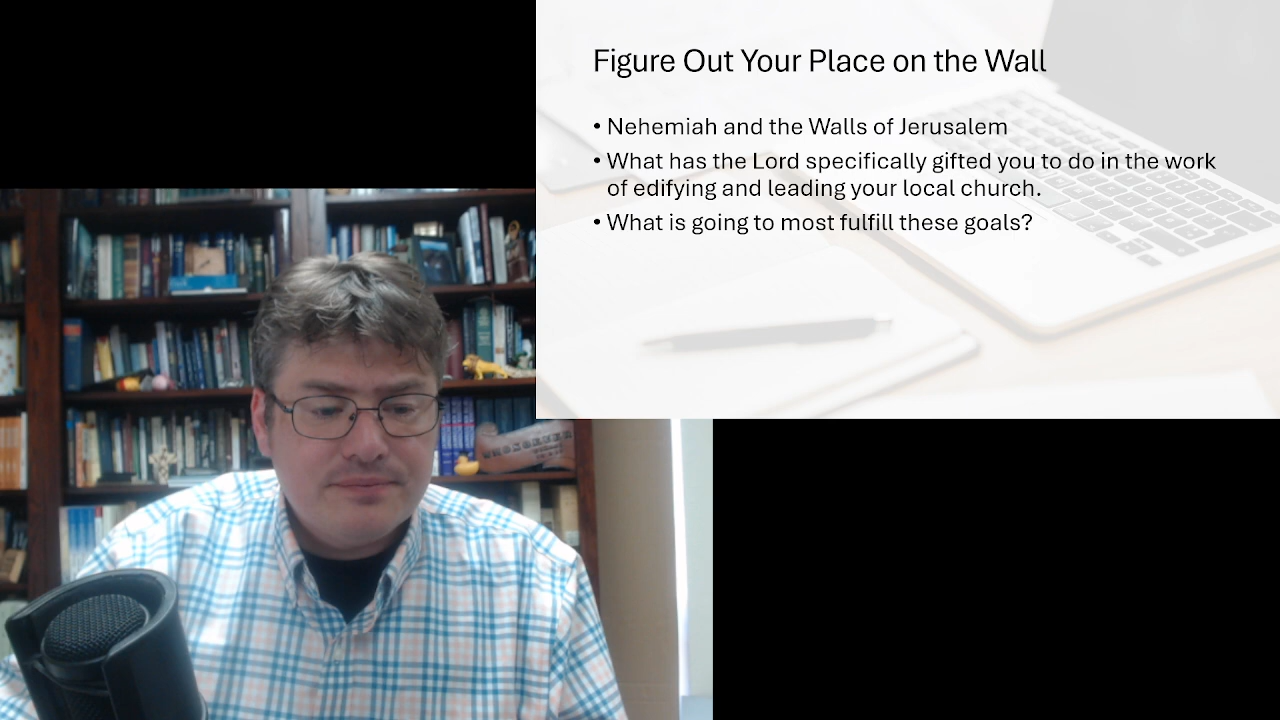 Figure Out Your Place on the Wall
• Nehemiah and the Walls of Jerusalem
• What has the Lord specifically gifted you to do in the work
of edifying and leading your local church.
• What is going to most fulfill these goals?